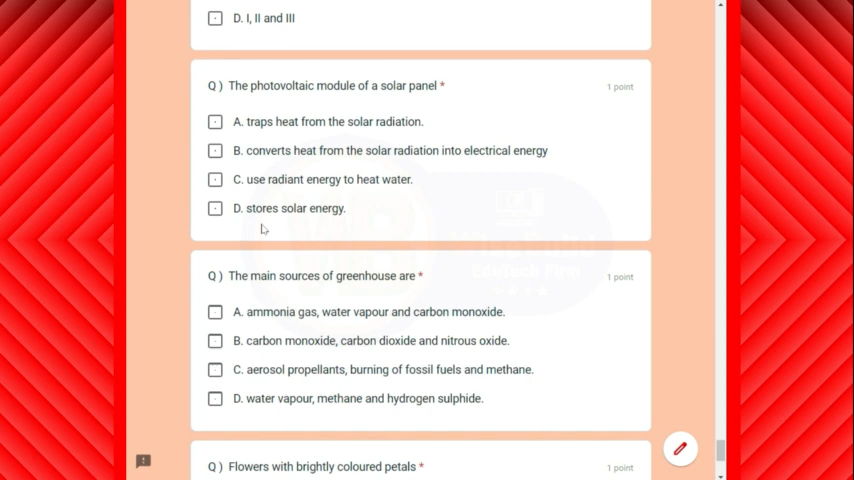 D. I, II and III
Q ) The photovoltaic module of a solar panel *
1 point
A. traps heat from the solar radiation.
B. converts heat from the solar radiation into electrical energy
C. use radiant energy to heat water.
D. stores solar energy.
Q ) The main sources of greenhouse are *
1 point
A. ammonia gas, water vapour and carbon monoxide.
B. carbon monoxide, carbon dioxide and nitrous oxide.
C. aerosol propellants, burning of fossil fuels and methane.
D. water vapour, methane and hydrogen sulphide.
Q ) Flowers with brightly coloured petals *
1 point